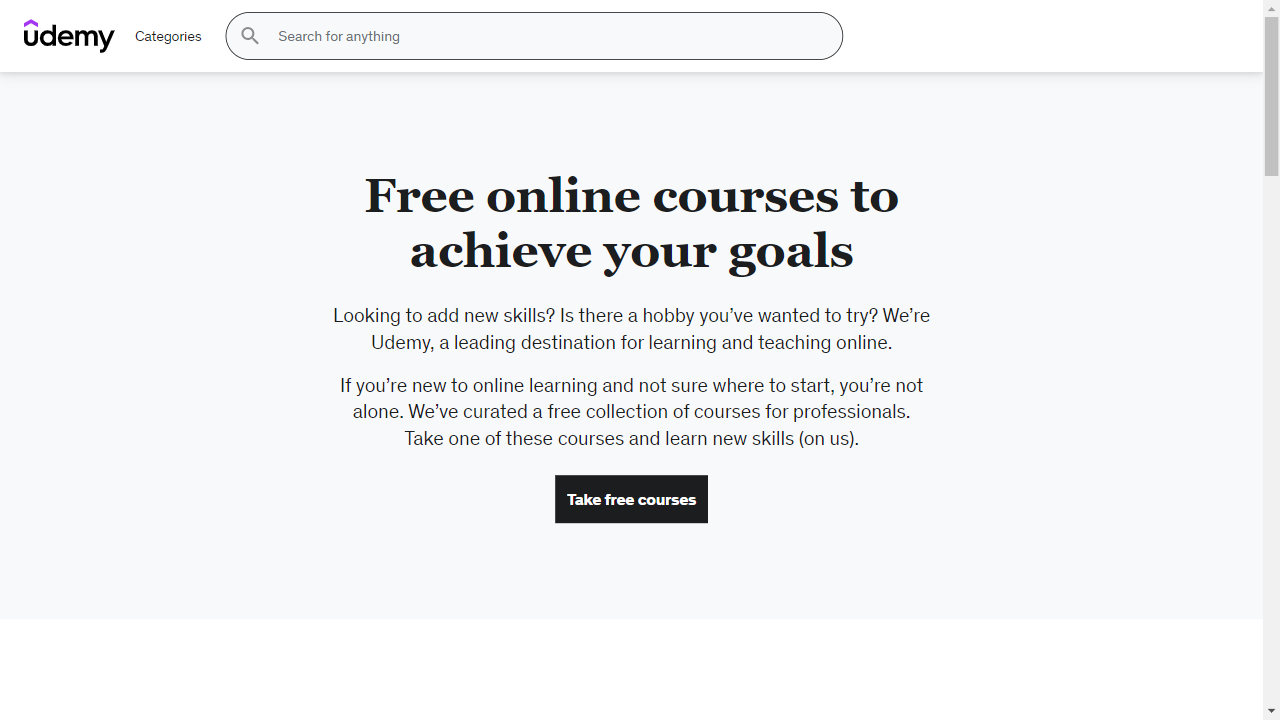 udemy
Categories
Search for anything
Free online courses to
achieve your goals
Looking to add new skills? Is there a hobby you’ve wanted to try? We’re
Udemy, a leading destination for learning and teaching online.
If you’re new to online learning and not sure where to start, you’re not
alone. We’ve curated a free collection of courses for professionals.
Take one of these courses and learn new skills (on us).
Take free courses